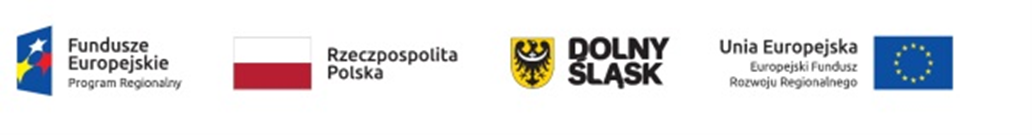 Fundusze
Europejskie
Program Regionalny
Rzeczpospolita
Polska
DOLNY
ŚLĄSK
Unia Europejska
Europejski Fundusz
Rozwoju Regionalnego